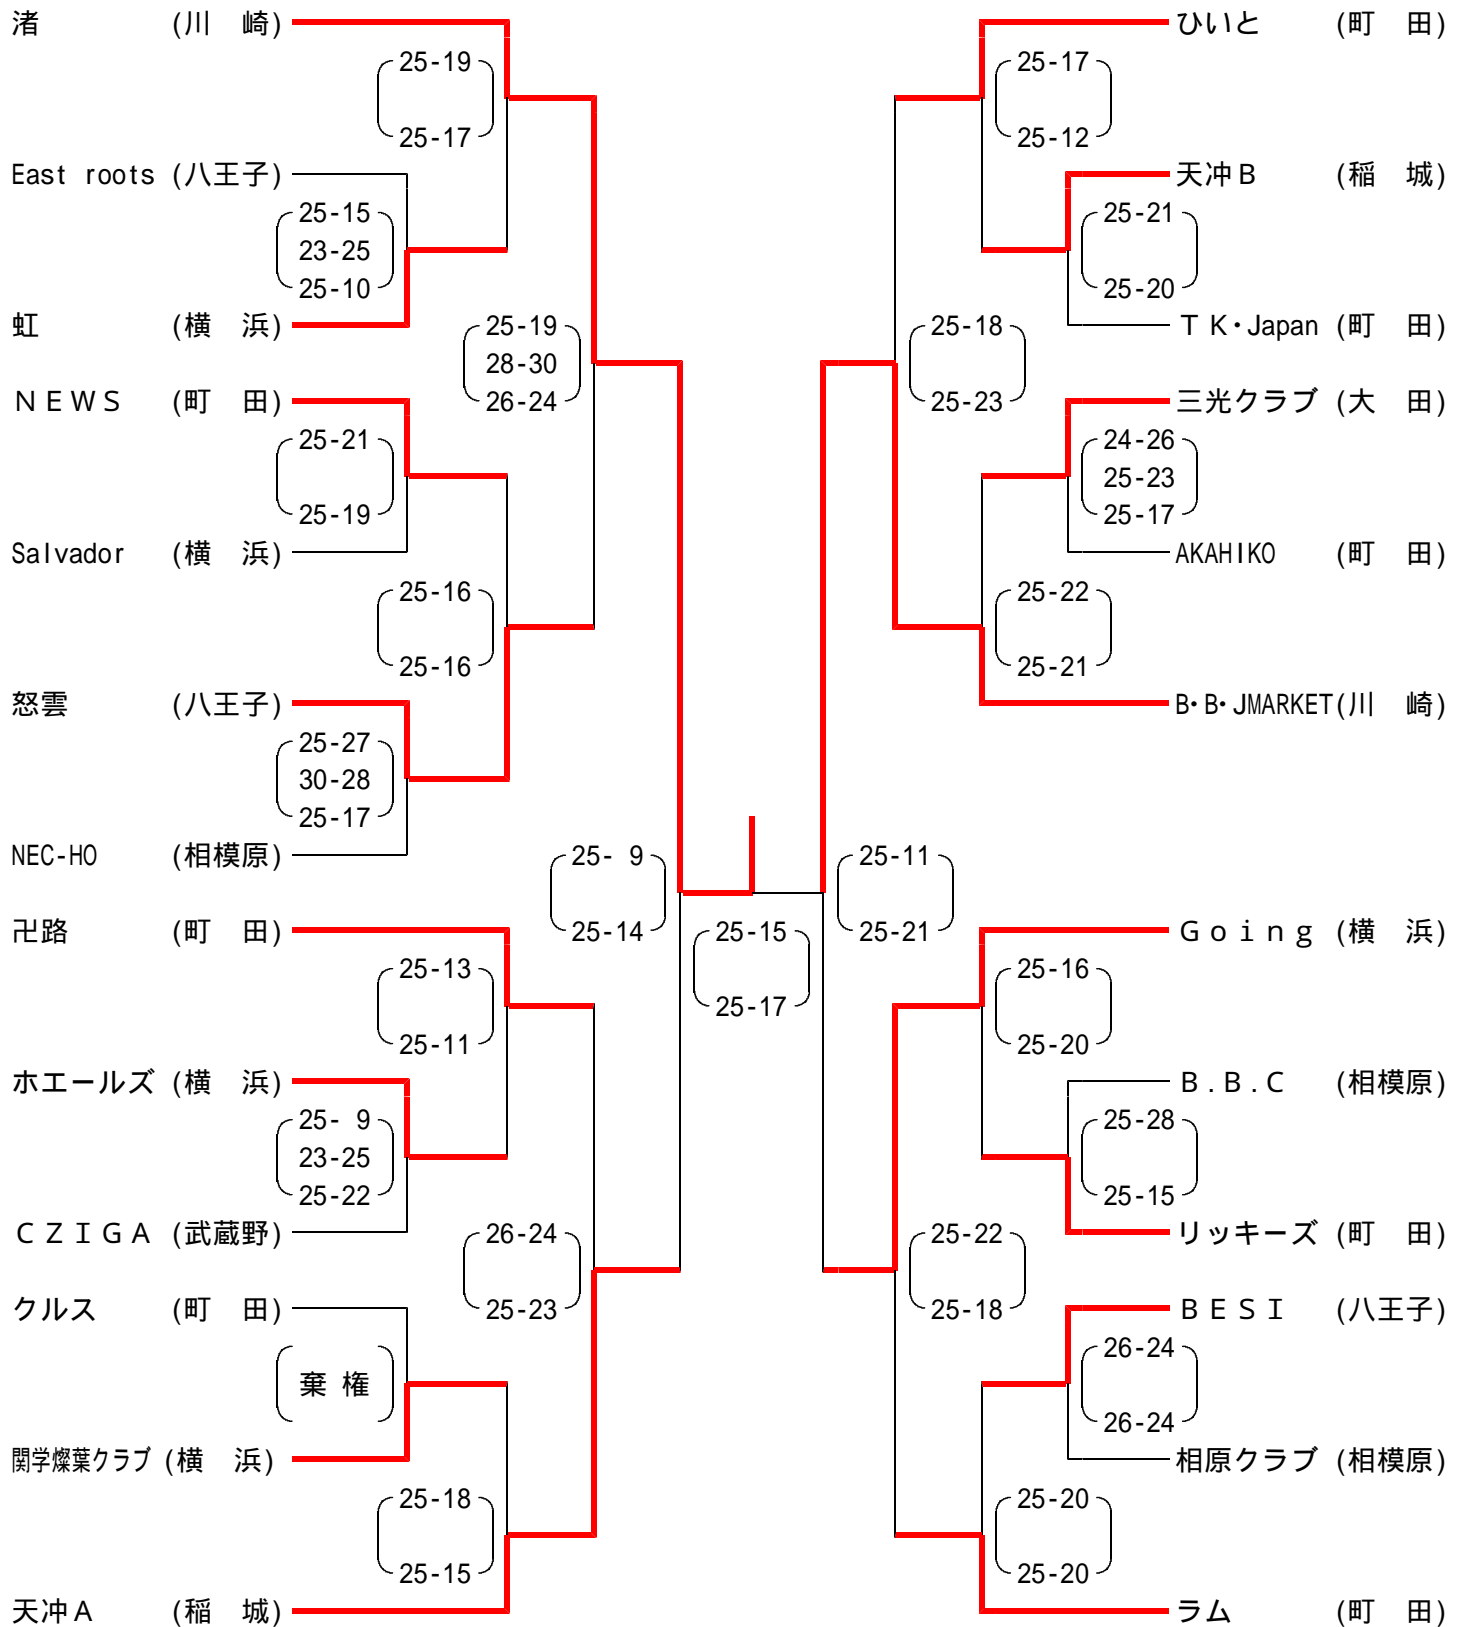 渚 (川 崎)
ひいと (町 田)
25-19
25-17
25-17
25-12
East roots (八王子)
天冲Ｂ (稲 城)
25-15
23-25
25-10
25-21
25-20
虹 (横 浜)
ＴＫ・Japan (町 田)
25-19
28-30
26-24
25-18
25-23
ＮＥＷＳ (町 田)
三光クラブ (大 田)
25-21
25-19
24-26
25-23
25-17
Salvador (横 浜)
AKAHIKO (町 田)
25-16
25-16
25-22
25-21
怒雲 (八王子)
B・B・JMARKET(川 崎)
25-27
30-28
25-17
NEC-HO (相模原)
25- 9
25-14
25-11
25-21
卍路 (町 田)
Ｇｏｉｎｇ (横 浜)
25-15
25-17
25-13
25-11
25-16
25-20
ホエールズ (横 浜)
Ｂ.Ｂ.Ｃ (相模原)
25- 9
23-25
25-22
25-28
25-15
ＣＺＩＧＡ (武蔵野)
リッキーズ (町 田)
26-24
25-23
25-22
25-18
クルス (町 田)
ＢＥＳＩ (八王子)
棄 権
26-24
26-24
関学燦葉クラブ (横 浜)
相原クラブ (相模原)
25-18
25-15
25-20
25-20
天冲Ａ (稲 城)
ラム (町 田)